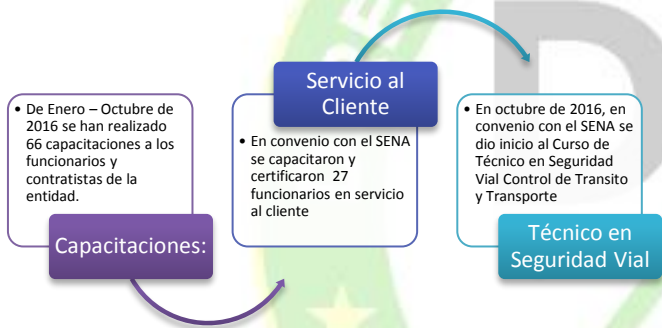 • De Enero – Octubre de
2016 se han realizado
66 capacitaciones a los
funcionarios y
contratistas de la
entidad.
Capacitaciones:
Servicio al
Cliente
• En convenio con el SENA
se capacitaron y
certificaron 27
funcionarios en servicio
al cliente
• En octubre de 2016, en
convenio con el SENA se
dio inicio al Curso de
Técnico en Seguridad
Vial Control de Transito
y Transporte
Técnico en
Seguridad Vial